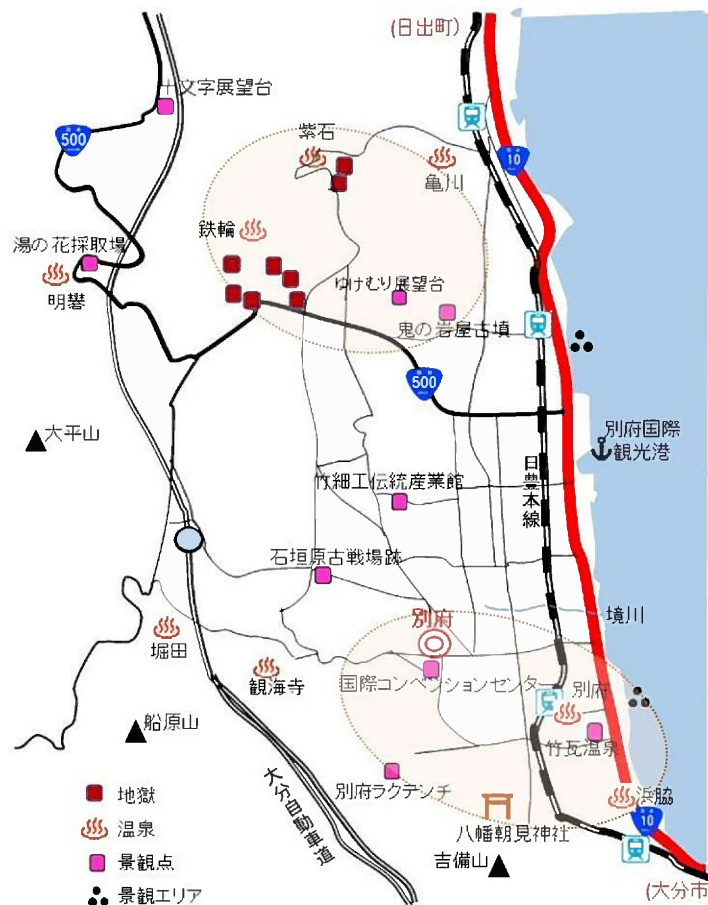 (日出町)
十文字展望台
500
紫石
10
亀川
鉄輪
湯の花採取場
明礬
ゆけむり展望台
鬼の岩屋古墳
500
大平山
別府国際
観光港
日豊本線
竹細工伝統産業館
石垣原古戦場跡
境川
別府
堀田
観海寺
国際コンベンションセンタ
別府
船原山
竹瓦温泉
大分自動車道
別府ラクテンチ
浜脇
10
八幡朝見神社
吉備山
(大分市
地獄
温泉
景観点
景観エリア